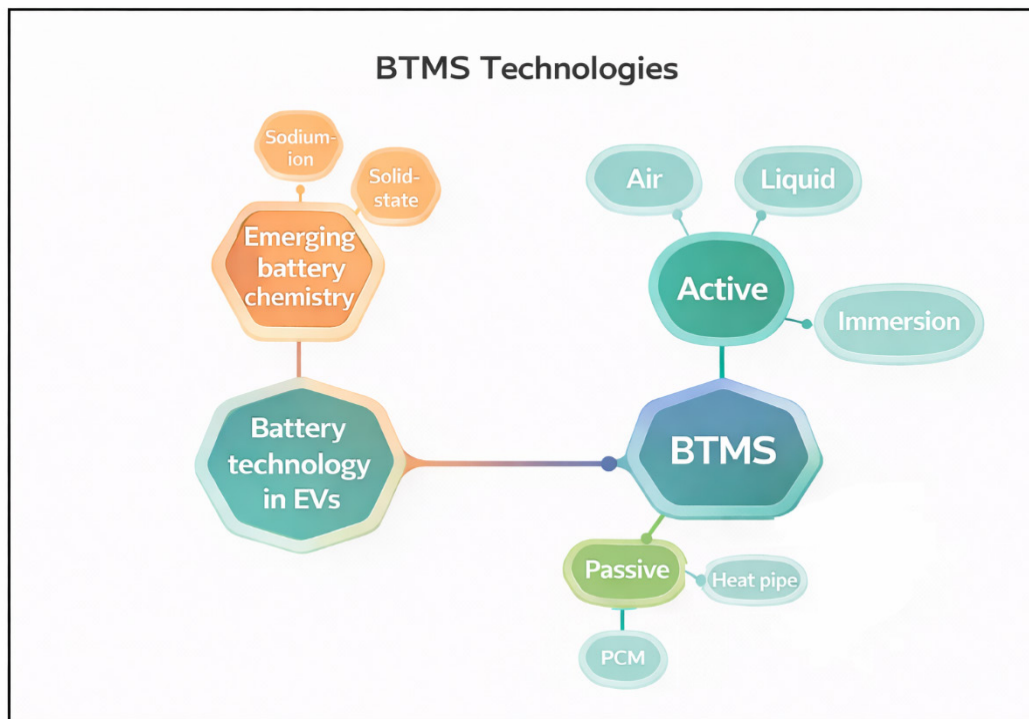 BTMS Technologies
Sodium-
ion
Solid-
state
Emerging
battery
chemistry
Battery
technology
in EVs
Air
Liquid
Active
Immersion
BTMS
Passive
Heat pipe
PCM